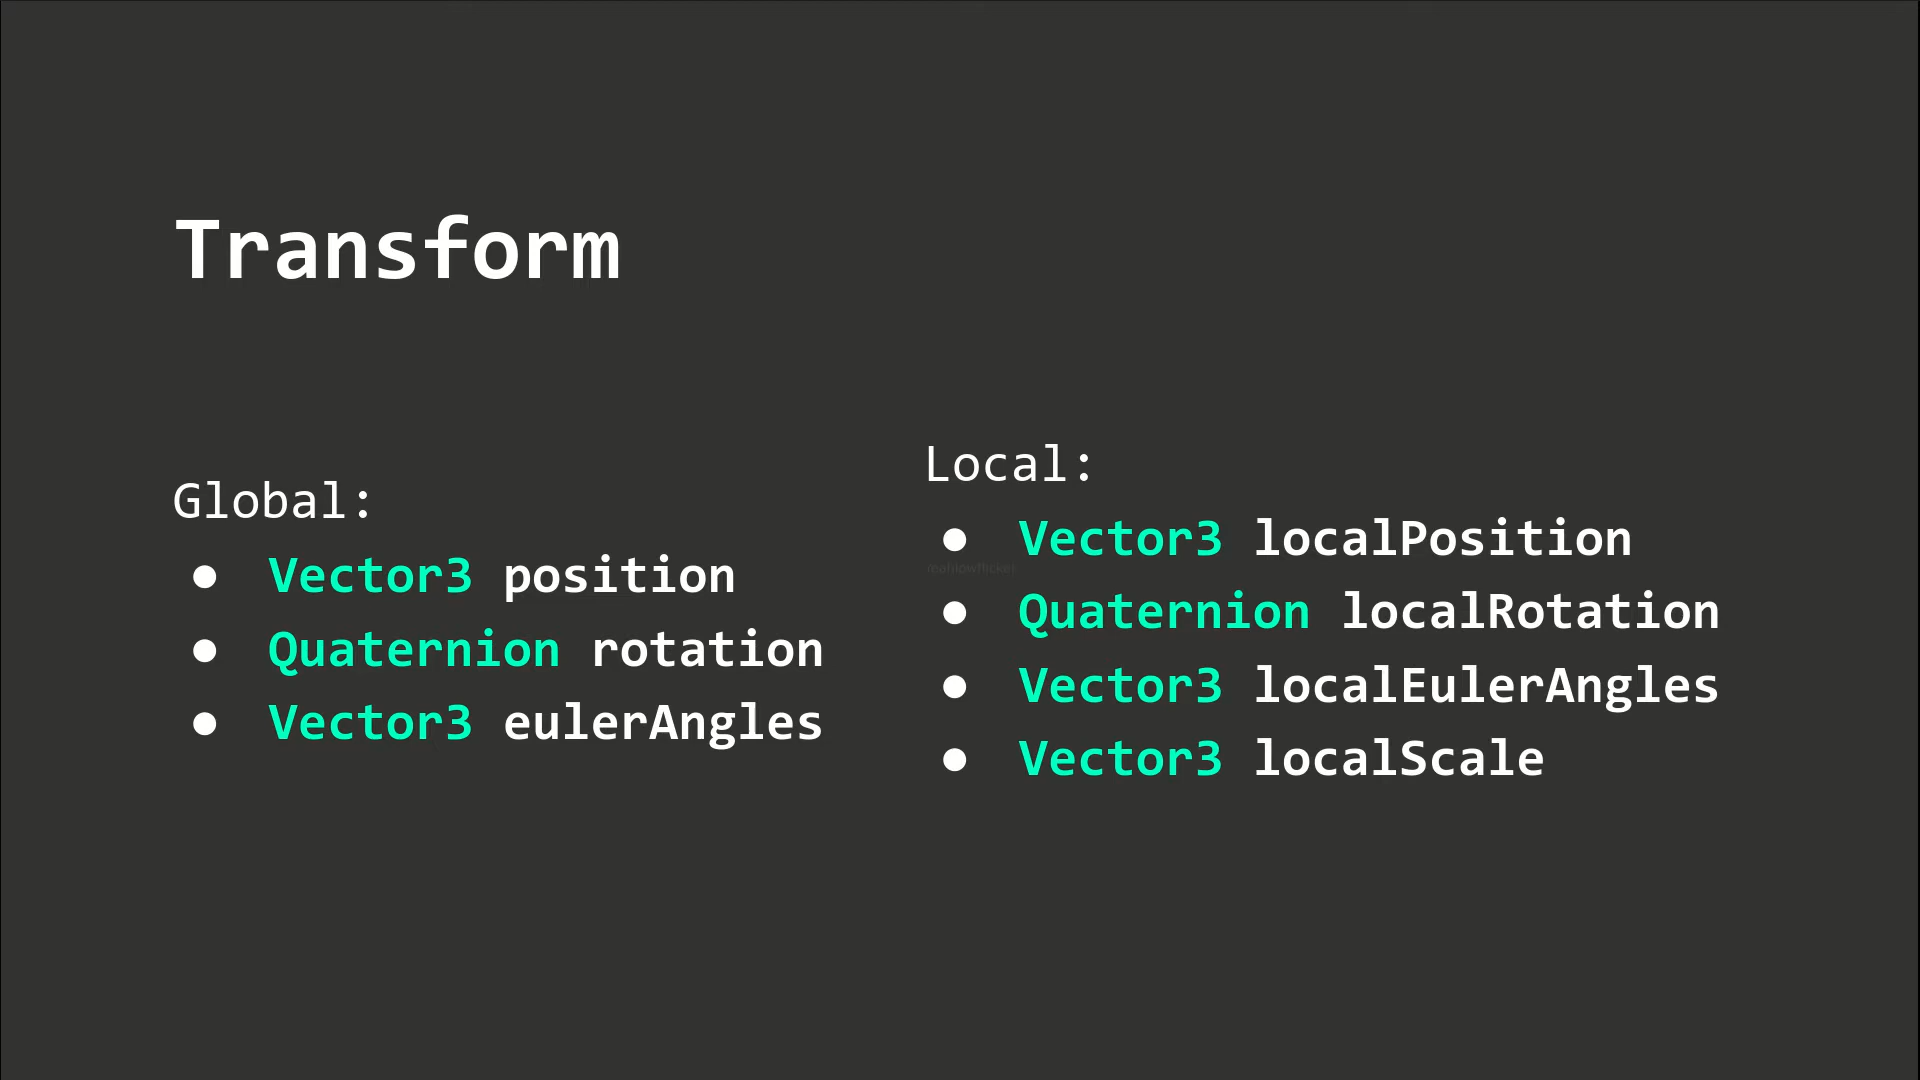 Transform
Global:
● Vector3 position
● Quaternion rotation
● Vector3 eulerAngles
Local:
● Vector3 localPosition
● Quaternion localRotation
● Vector3 localEulerAngles
● Vector3 localScale